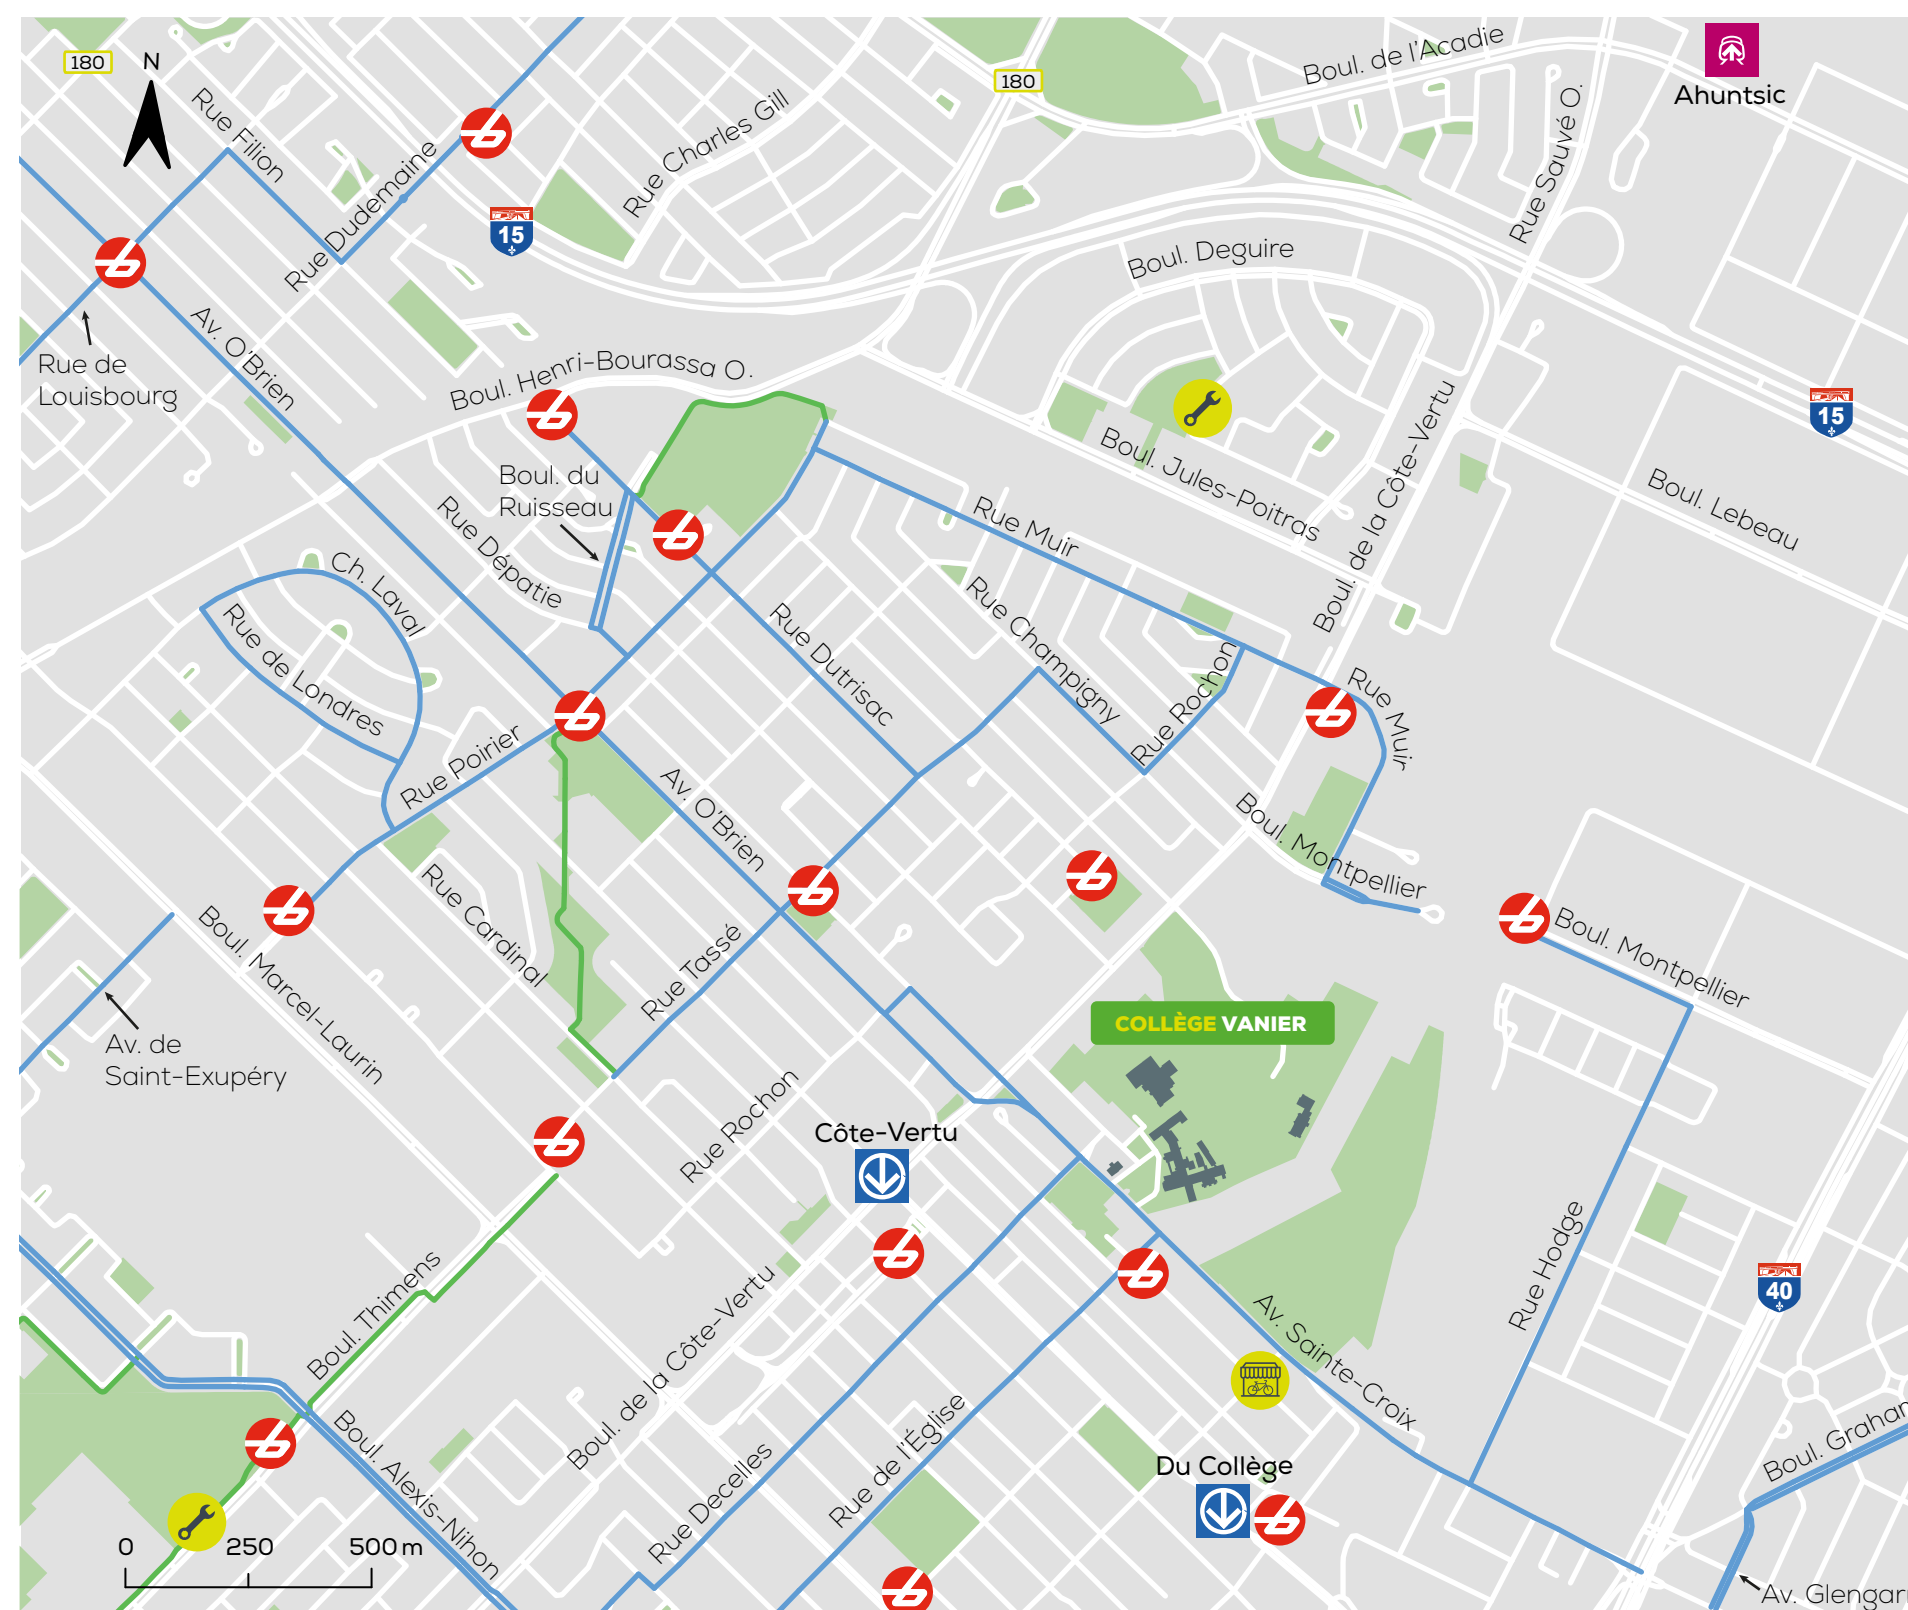 180
N
Rue Filion
Rue Dudemaine
Rue Charles Gill
180
Boul. de l'Acadie
Ahuntsic
Rue Sauvé O.
15
Boul. Deguire
Rue de
Louisbourg
Av. O'Brien
Boul. Henri-Bourassa O.
15
Boul. du
Ruisseau
Rue Dépatie
Boul. Jules-Poitras
Boul. de la Côte-Vertu
Boul. Lebeau
Rue Muir
Ch. Laval
Rue de Londres
Rue Champigny
Rue Dutrisac
Rue Rochon
Rue Muir
Rue Poirier
Av. O'Brien
Boul. Montpellier
Rue Cardinal
Boul. Marcel-Laurin
Rue Tassé
Boul. Montpellier
Av. de
Saint-Exupéry
COLLÈGE VANIER
Rue Rochon
Côte-Vertu
Boul. Thimens
Boul. de la Côte-Vertu
Rue Hodge
40
Av. Sainte-Croix
Boul. Alexis-Nihon
Rue Decelles
Rue de l'Église
Du Collège
Boul. Graha
0 250 500 m
Av. Glengar